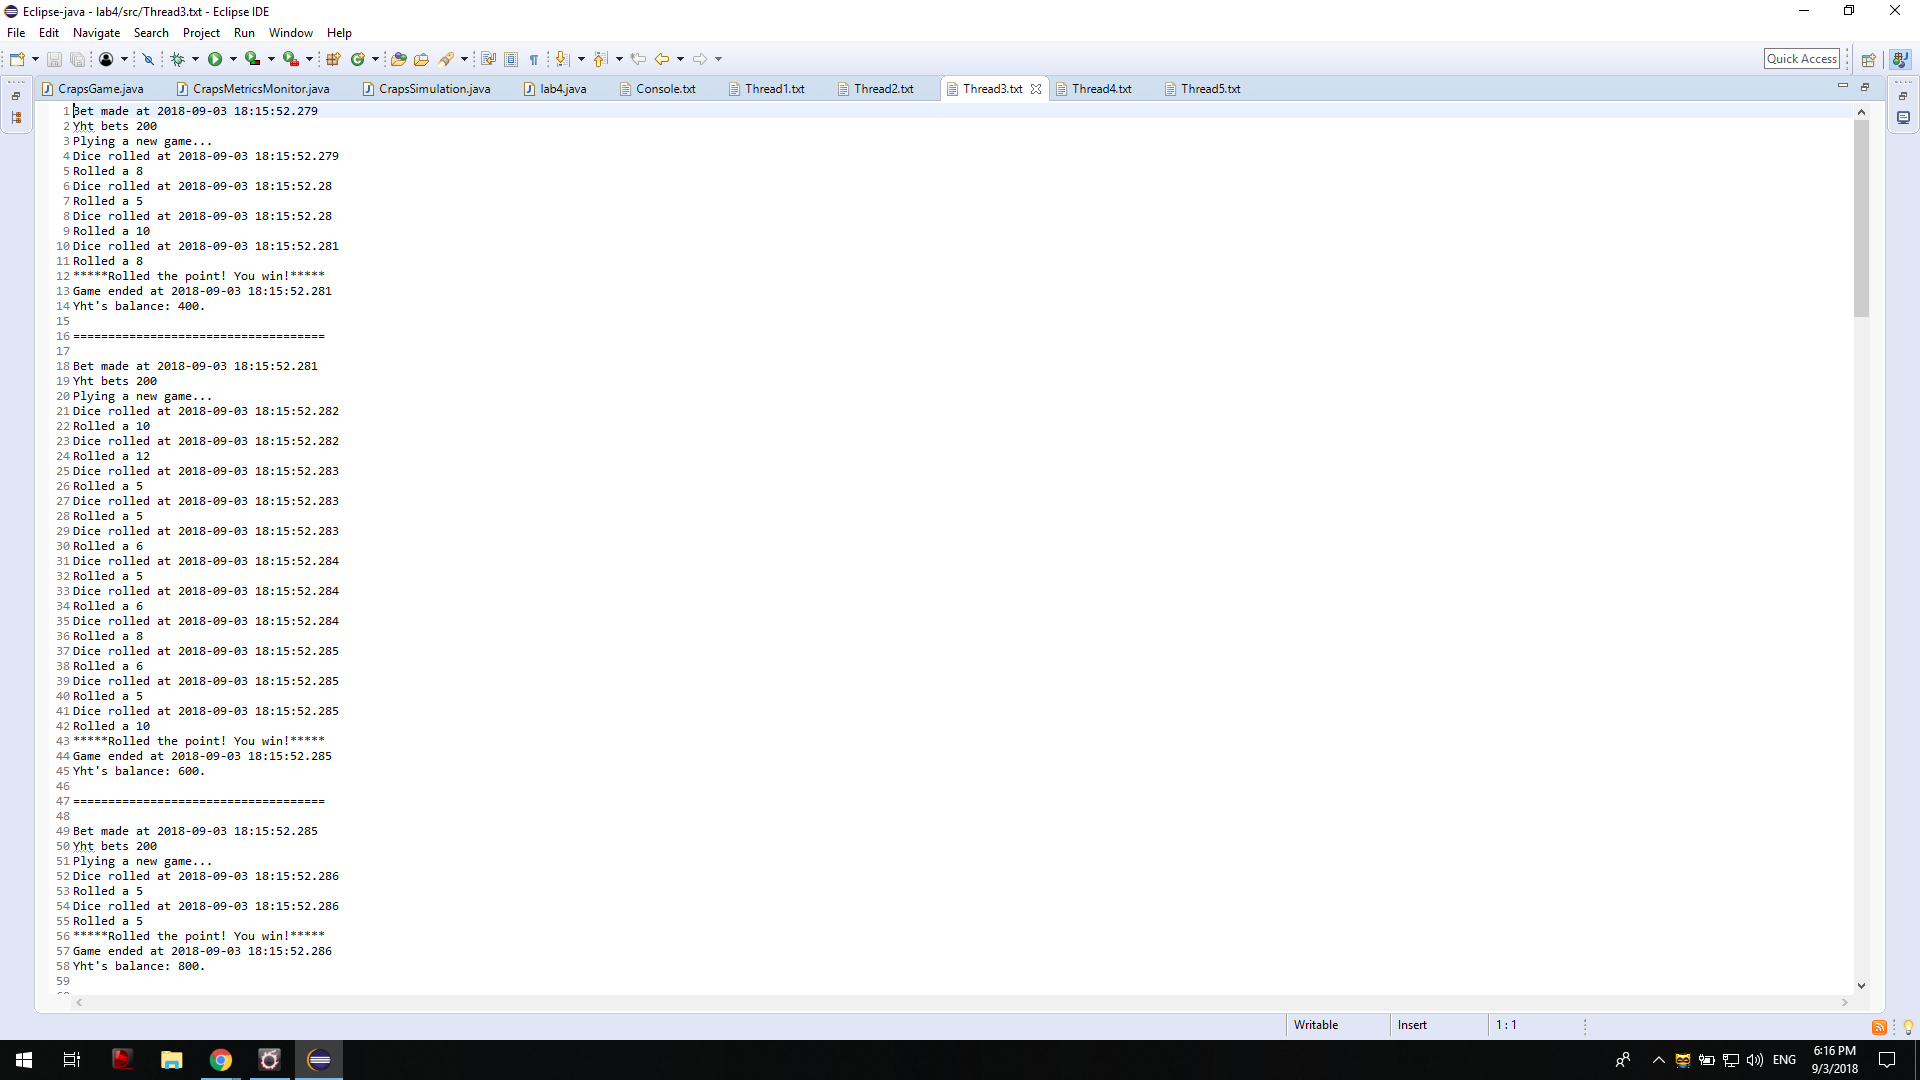 Eclipse-java - lab4/src/Thread3.txt - Eclipse IDE
File Edit Navigate Search Project Run Window Help
Quick Access
CrapsGame.java CrapsMetricsMonitor.java CrapsSimulation.java lab4.java Console.txt Thread1.txt Thread2.txt Thread3.txt Thread4.txt Thread5.txt
1 Bet made at 2018-09-03 18:15:52.279
2 Yht bets 200
3 Plying a new game...
4 Dice rolled at 2018-09-03 18:15:52.279
5 Rolled a 8
6 Dice rolled at 2018-09-03 18:15:52.28
7 Rolled a 5
8 Dice rolled at 2018-09-03 18:15:52.28
9 Rolled a 10
10 Dice rolled at 2018-09-03 18:15:52.281
11 Rolled a 8
12 *****Rolled the point! You win!*****
13 Game ended at 2018-09-03 18:15:52.281
14 Yht's balance: 400.
15
16 ====================================
17
18 Bet made at 2018-09-03 18:15:52.281
19 Yht bets 200
20 Plying a new game...
21 Dice rolled at 2018-09-03 18:15:52.282
22 Rolled a 10
23 Dice rolled at 2018-09-03 18:15:52.282
24 Rolled a 12
25 Dice rolled at 2018-09-03 18:15:52.283
26 Rolled a 5
27 Dice rolled at 2018-09-03 18:15:52.283
28 Rolled a 5
29 Dice rolled at 2018-09-03 18:15:52.283
30 Rolled a 6
31 Dice rolled at 2018-09-03 18:15:52.284
32 Rolled a 5
33 Dice rolled at 2018-09-03 18:15:52.284
34 Rolled a 6
35 Dice rolled at 2018-09-03 18:15:52.284
36 Rolled a 8
37 Dice rolled at 2018-09-03 18:15:52.285
38 Rolled a 6
39 Dice rolled at 2018-09-03 18:15:52.285
40 Rolled a 5
41 Dice rolled at 2018-09-03 18:15:52.285
42 Rolled a 10
43 *****Rolled the point! You win!*****
44 Game ended at 2018-09-03 18:15:52.285
45 Yht's balance: 600.
46
47 ====================================
48
49 Bet made at 2018-09-03 18:15:52.285
50 Yht bets 200
51 Plying a new game...
52 Dice rolled at 2018-09-03 18:15:52.286
53 Rolled a 5
54 Dice rolled at 2018-09-03 18:15:52.286
55 Rolled a 5
56 *****Rolled the point! You win!*****
57 Game ended at 2018-09-03 18:15:52.286
58 Yht's balance: 800.
59
Writable Insert 1 : 1
ENG 6:16 PM
9/3/2018